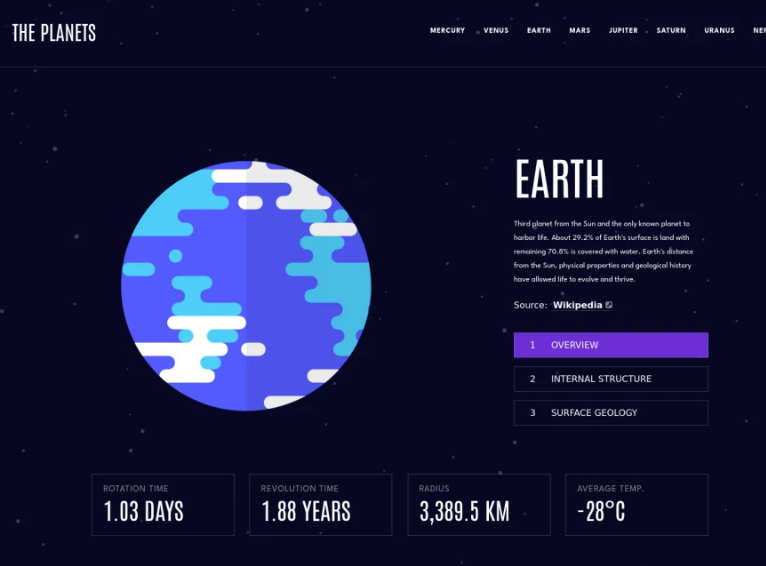 THE PLANETS
MERCURY VENUS EARTH MARS JUPITER SATURN URANUS
EARTH
Third planet from the Sun and the only known planet to
harbor life. About 29.2% of Earth's surface is land with
remaining 70.8% is covered with water. Earth's distance
from the Sun, physical properties and geological history
have allowed life to evolve and thrive.
Source: Wikipedia
1 OVERVIEW
2 INTERNAL STRUCTURE
3 SURFACE GEOLOGY
ROTATION TIME
1.03 DAYS
REVOLUTION TIME
1.88 YEARS
RADIUS
3,389.5 KM
AVERAGE TEMP.
-28°C